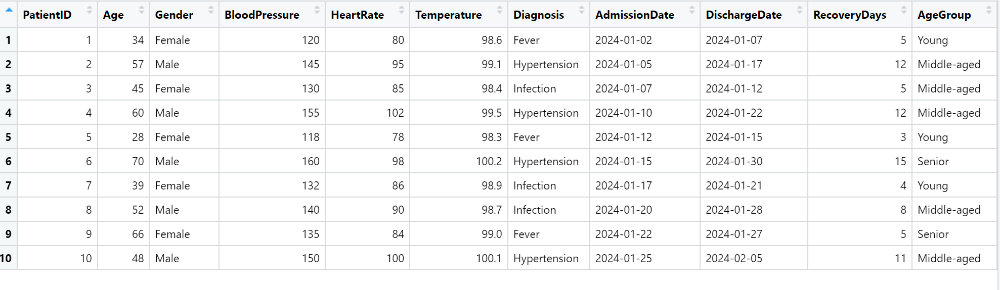 PatientID Age Gender BloodPressure HeartRate Temperature Diagnosis AdmissionDate DischargeDate RecoveryDays AgeGroup
1 1 34 Female 120 80 98.6 Fever 2024-01-02 2024-01-07 5 Young
2 2 57 Male 145 95 99.1 Hypertension 2024-01-05 2024-01-17 12 Middle-aged
3 3 45 Female 130 85 98.4 Infection 2024-01-07 2024-01-12 5 Middle-aged
4 4 60 Male 155 102 99.5 Hypertension 2024-01-10 2024-01-22 12 Middle-aged
5 5 28 Female 118 78 98.3 Fever 2024-01-12 2024-01-15 3 Young
6 6 70 Male 160 98 100.2 Hypertension 2024-01-15 2024-01-30 15 Senior
7 7 39 Female 132 86 98.9 Infection 2024-01-17 2024-01-21 4 Young
8 8 52 Male 140 90 98.7 Infection 2024-01-20 2024-01-28 8 Middle-aged
9 9 66 Female 135 84 99.0 Fever 2024-01-22 2024-01-27 5 Senior
10 10 48 Male 150 100 100.1 Hypertension 2024-01-25 2024-02-05 11 Middle-aged